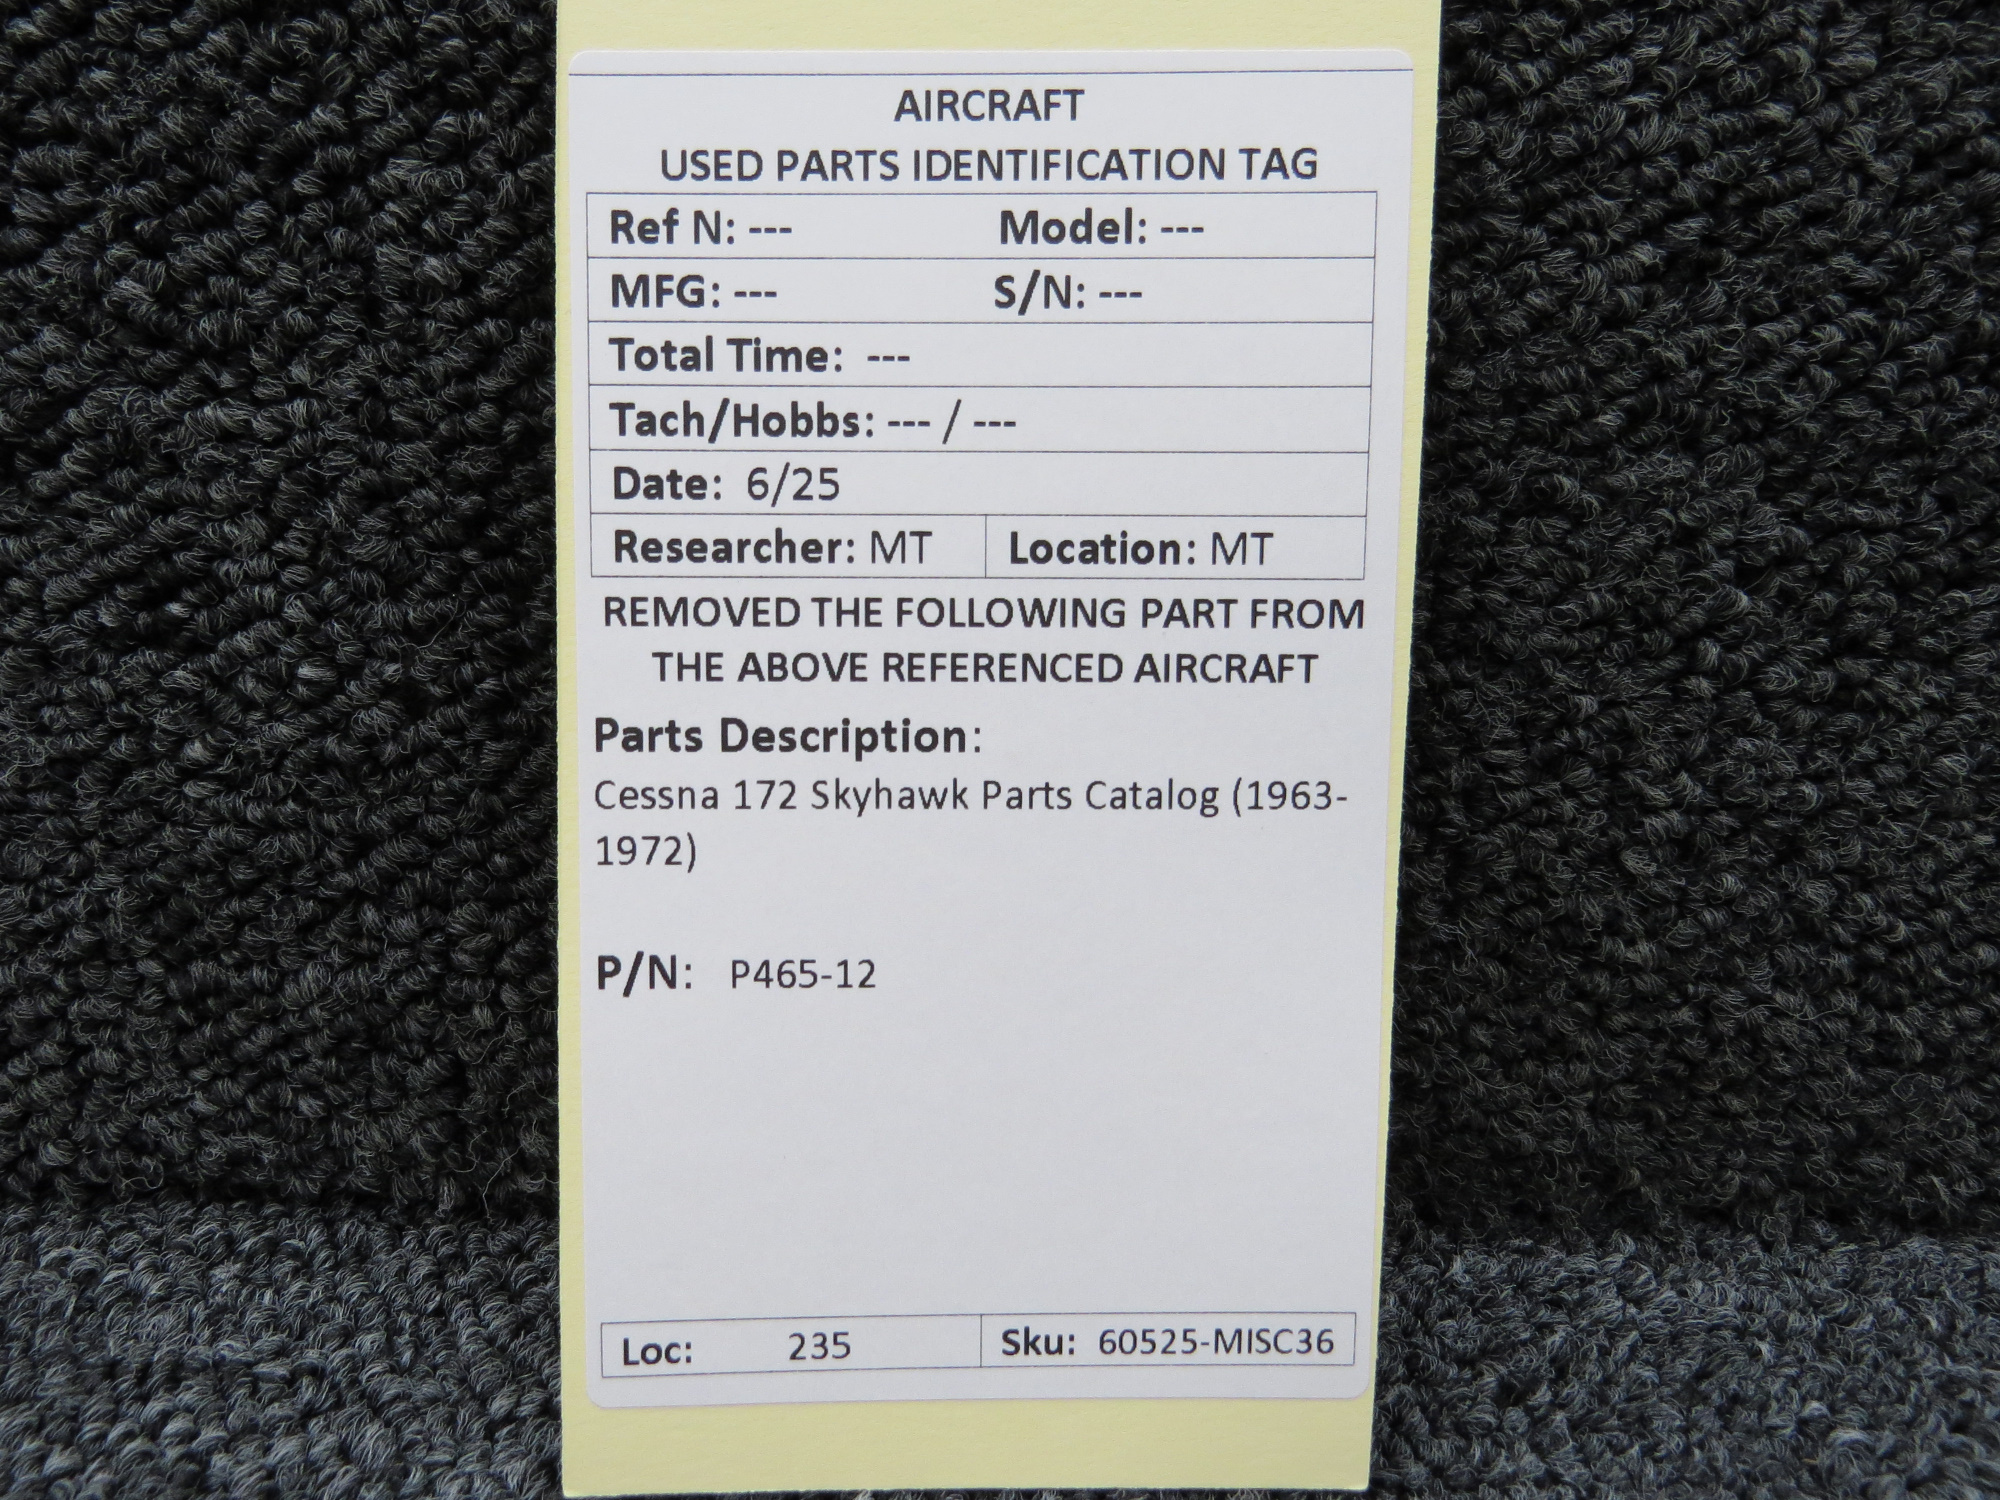 AIRCRAFT
USED PARTS IDENTIFICATION TAG
Ref N: --- Model: ---
MFG: --- S/N: ---
Total Time: ---
Tach/Hobbs: --- / ---
Date: 6/25
Researcher: MT Location: MT
REMOVED THE FOLLOWING PART FROM
THE ABOVE REFERENCED AIRCRAFT
Parts Description:
Cessna 172 Skyhawk Parts Catalog (1963-
1972)
P/N: P465-12
Loc: 235 Sku: 60525-MISC36